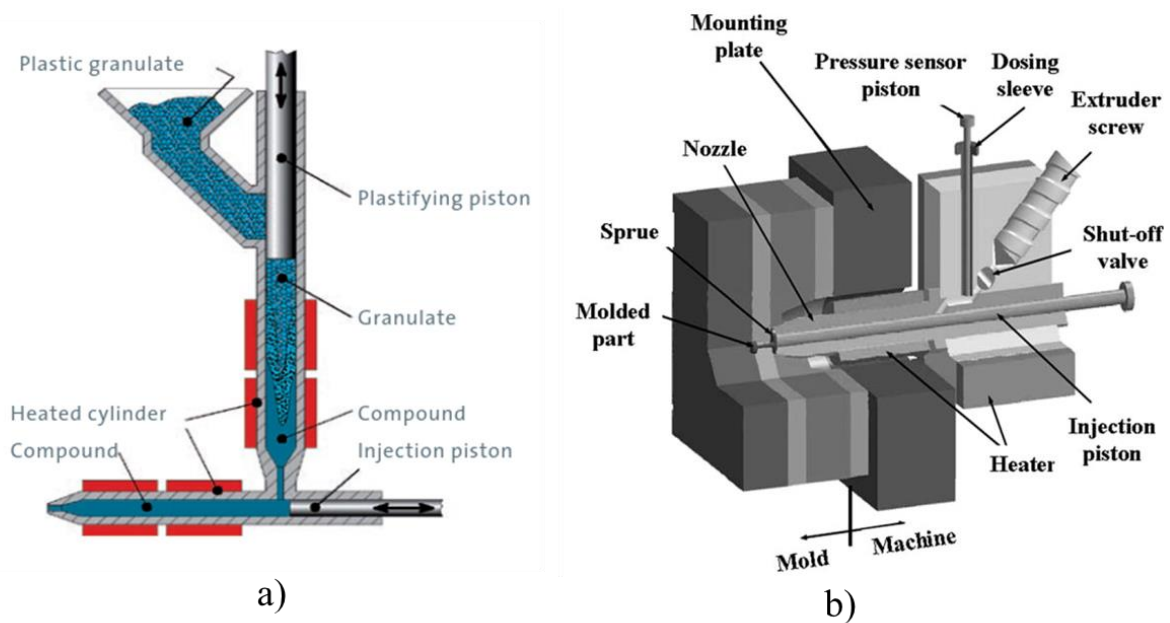 Plastic granulate
Plastifying piston
Granulate
Heated cylinder
Compound
Compound
Injection piston
a)
Mounting
plate
Pressure sensor
piston
Dosing
sleeve
Extruder
screw
Nozzle
Sprue
Shut-off
valve
Molded
part
Injection
piston
Heater
Mold
Machine
b)